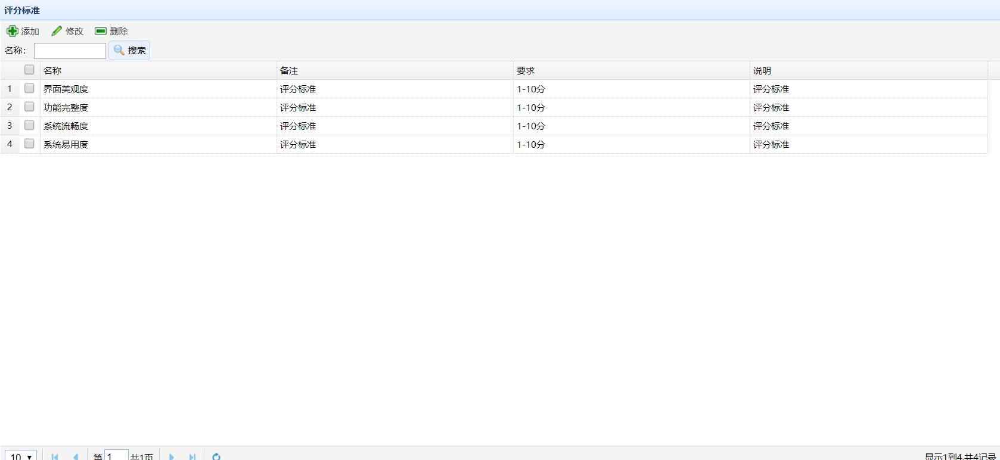 评分标准
添加 修改 删除
名称： 搜索
名称 备注 要求 说明
1 界面美观度 评分标准 1-10分 评分标准
2 功能完整度 评分标准 1-10分 评分标准
3 系统流畅度 评分标准 1-10分 评分标准
4 系统易用度 评分标准 1-10分 评分标准
10 第 1 共1页 显示1到4,共4记录